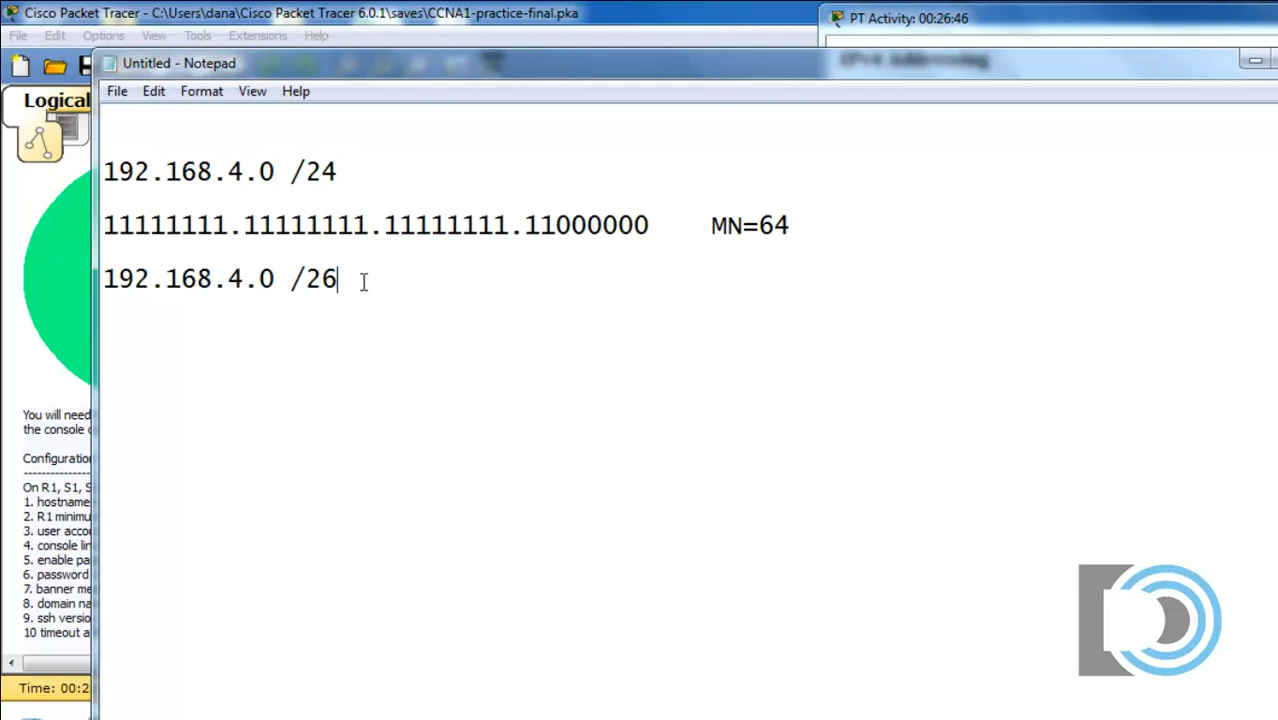 Cisco Packet Tracer - C:\Users\dana\Cisco Packet Tracer 6.0.1\saves\CCNA1-practice-final.pka
PT Activity: 00:26:46
File Edit Options View Tools Extensions Help
Untitled - Notepad
IPv4 Addressing
File Edit Format View Help
Logical
192.168.4.0 /24
11111111.11111111.11111111.11000000 MN=64
192.168.4.0 /26
You will need
the console
Configuration
On R1, S1, S
1. hostname
2. R1 minimu
3. user acco
4. console lin
5. enable pa
6. password
7. banner me
8. domain na
9. ssh versio
10 timeout a
Time: 00:2